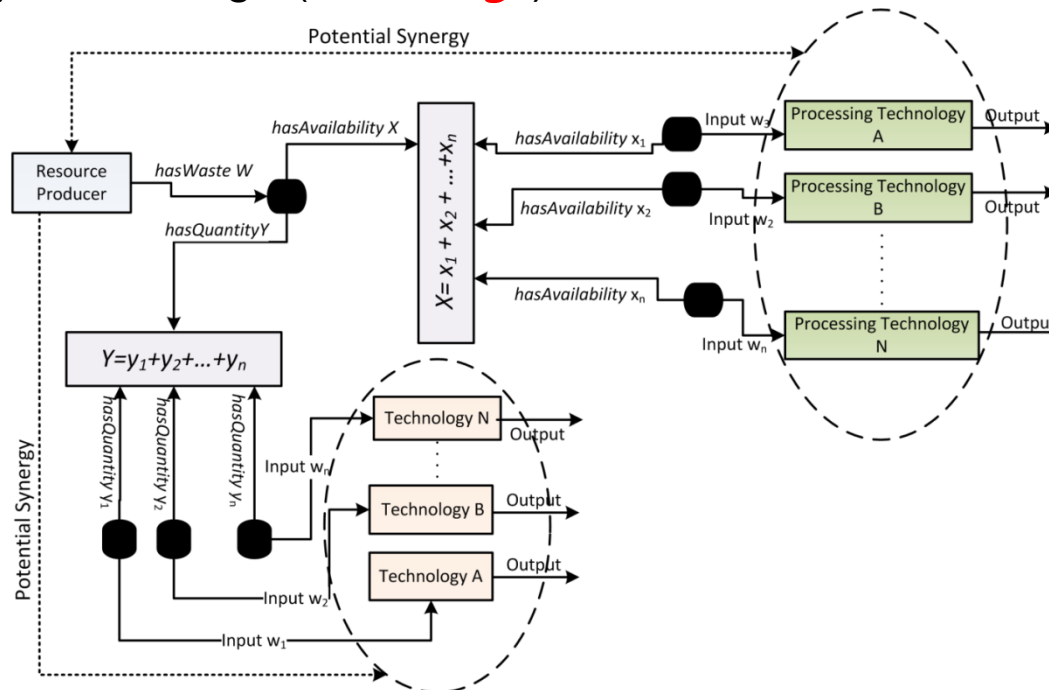 Potential Synergy
hasAvailability X
X= x1 + x2 + ...+xn
hasAvailability x1
Input w3
Processing Technology
A
Output
Resource
Producer
hasWaste W
hasAvailability x2
Input w2
Processing Technology
B
Output
hasQuantityY
hasAvailability xn
Input wn
Processing Technology
N
Output
Y=y1+y2+...+yn
hasQuantity y1
hasQuantity y2
hasQuantity yn
Input wn
Technology N
Output
Potential Synergy
Technology B
Output
Input w2
Technology A
Output
Input w1